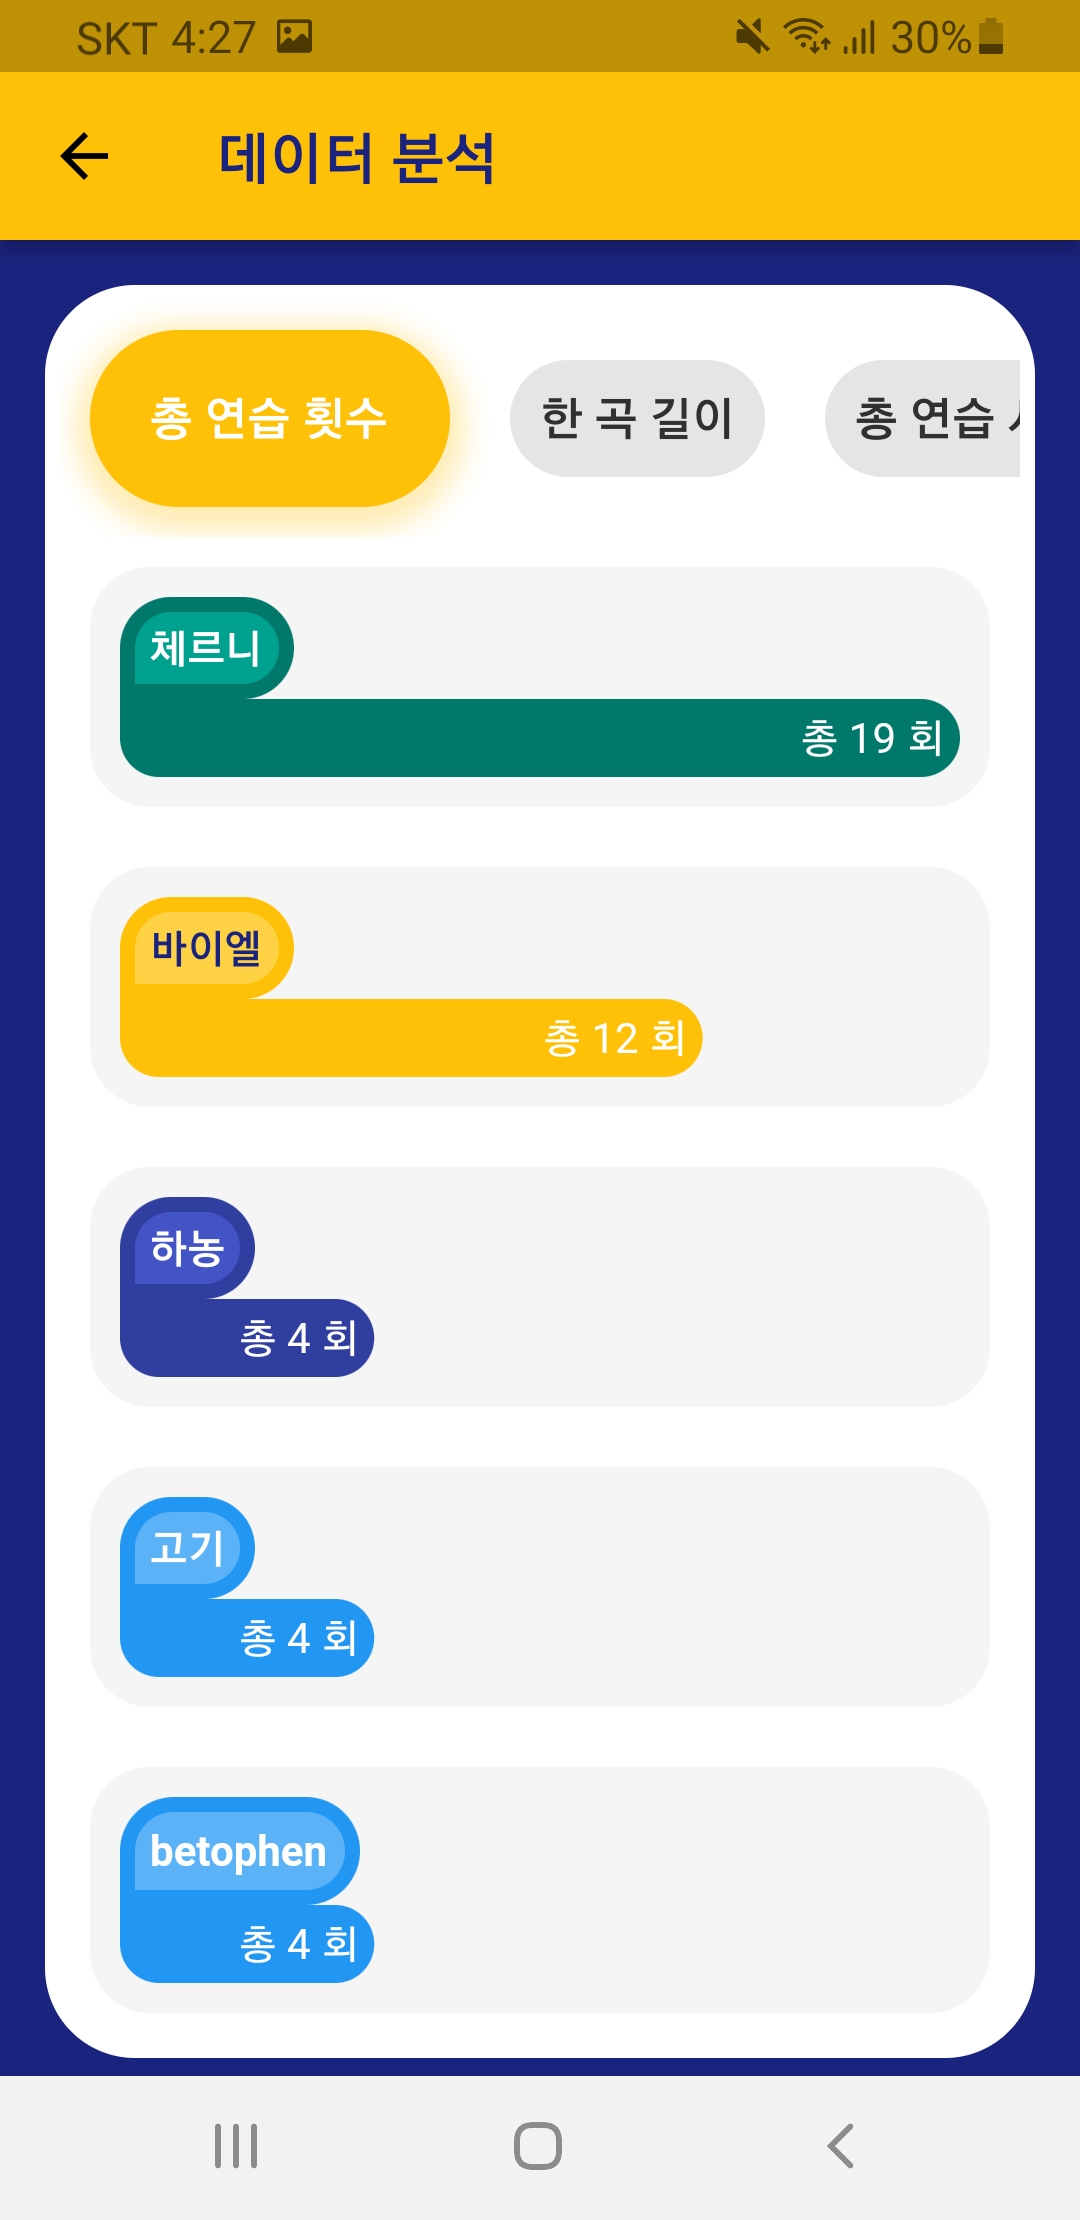 SKT 4:27 30%
데이터 분석
총 연습 횟수 한 곡 길이 총 연습
체르니
총 19 회
바이엘
총 12 회
하농
총 4 회
고기
총 4 회
betophen
총 4 회